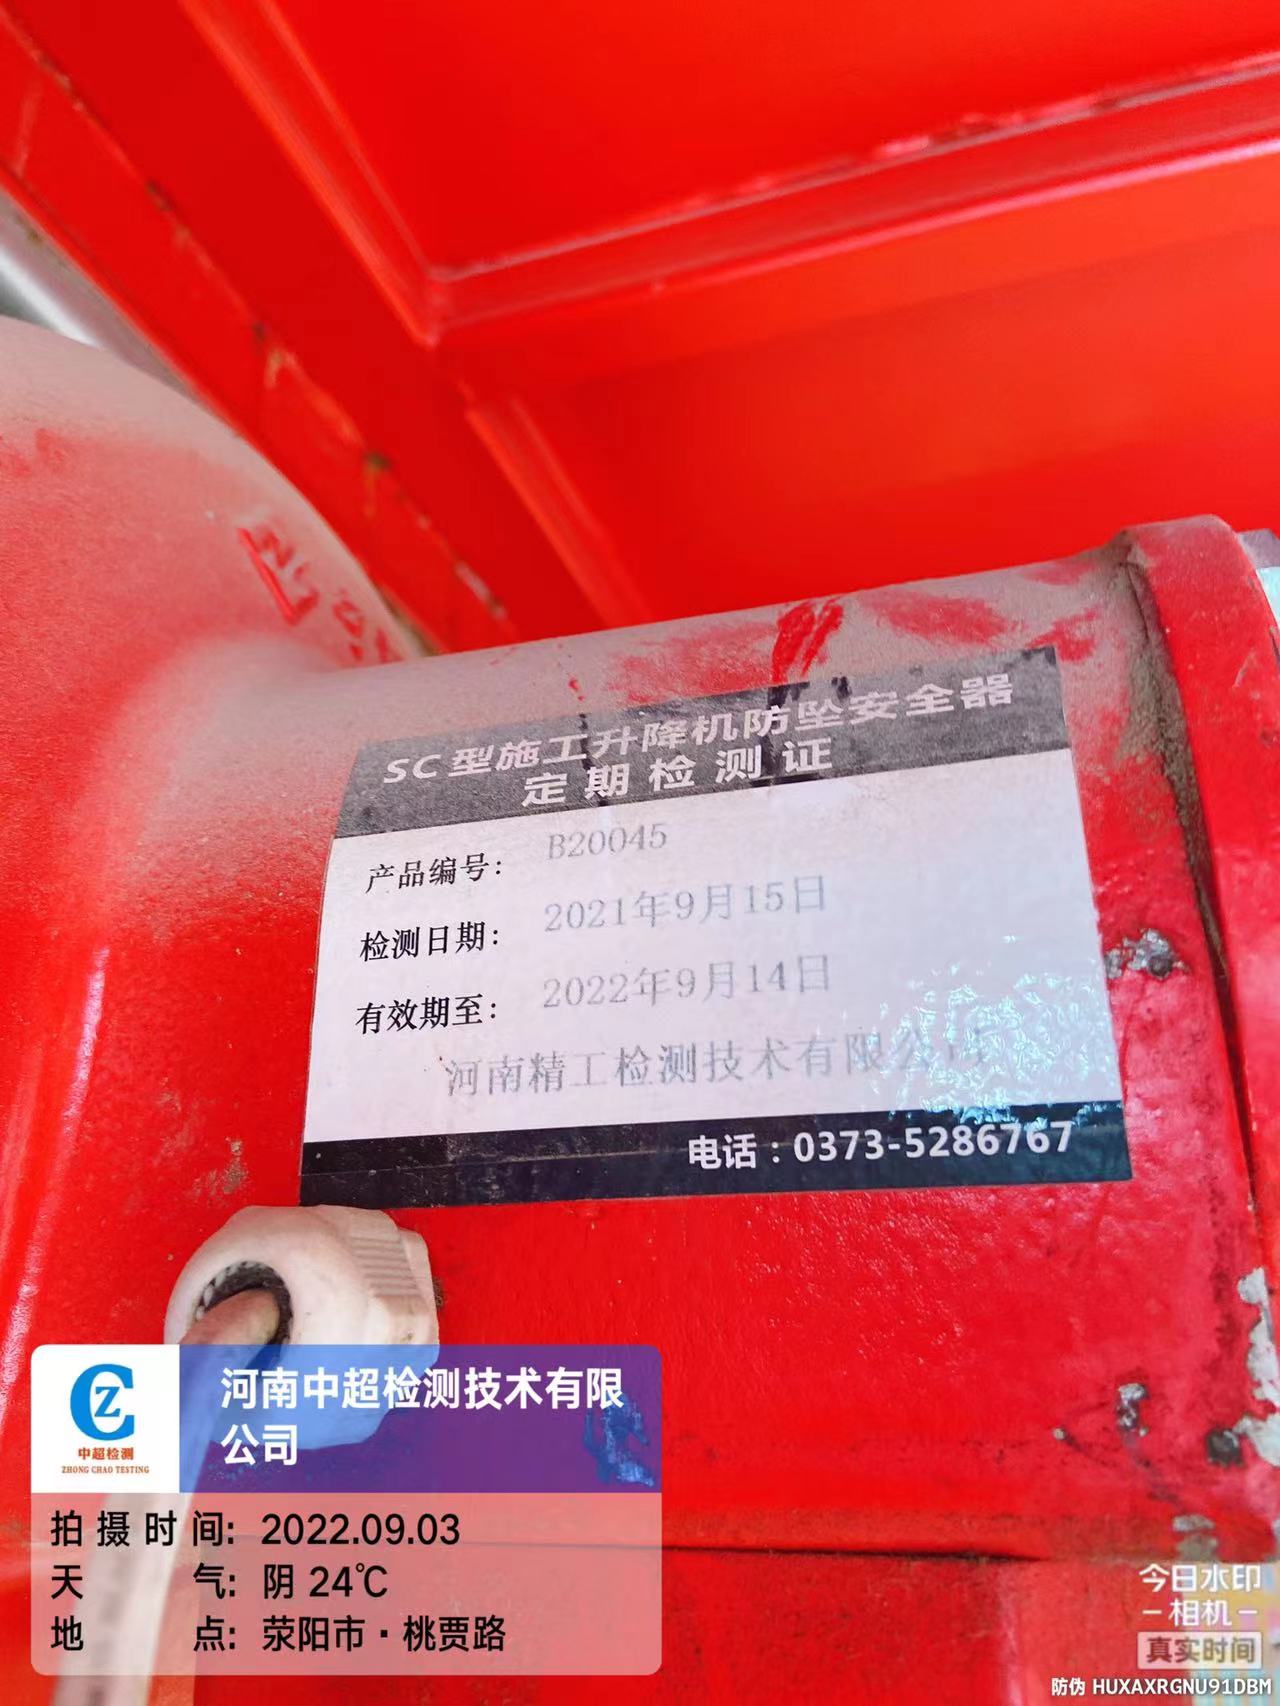 SC型施工升降机防坠安全器
定期检测证
产品编号: B20045
检测日期: 2021年9月15日
有效期至: 2022年9月14日
河南精工检测技术有限公司
电话:0373-5286767
CZ
中超检测
ZHONG CHAO TESTING
河南中超检测技术有限
公司
拍摄时间: 2022.09.03
天气: 阴 24℃
地点: 荥阳市·桃贾路
今日水印
-相机-
真实时间
防伪 HUXAXRGNU91DBM